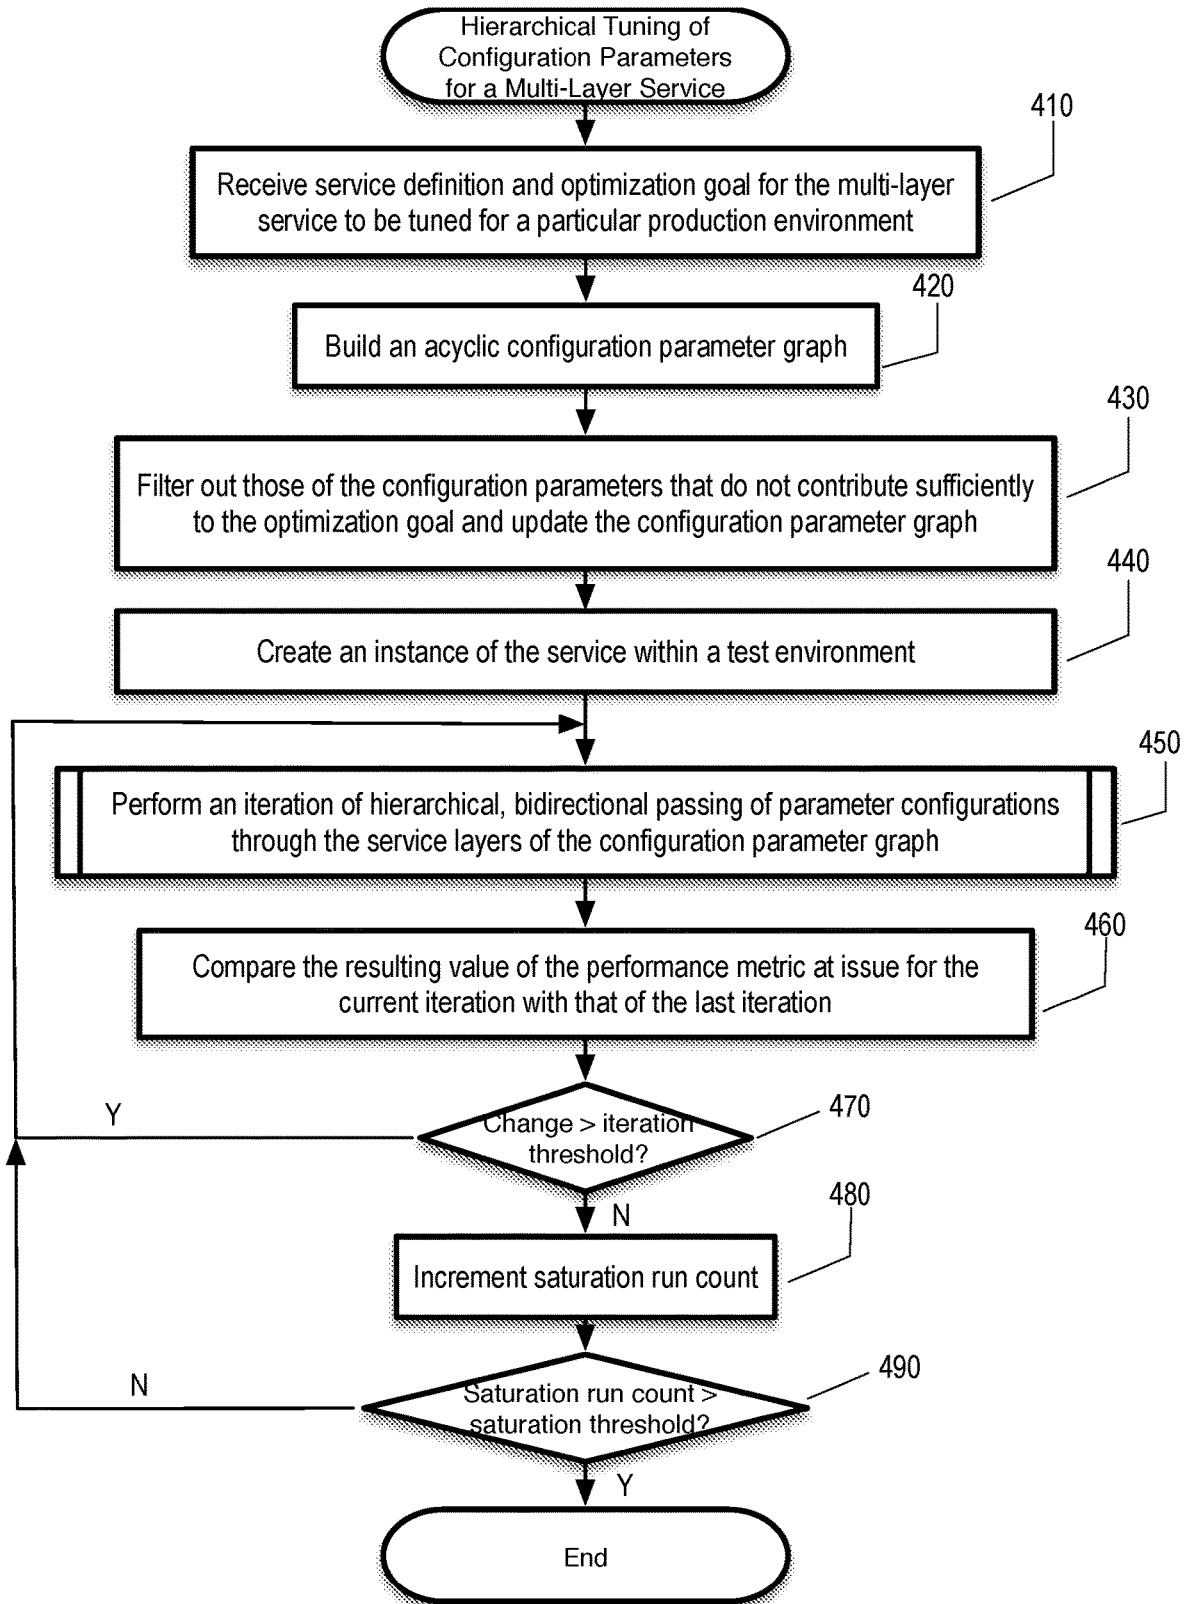 Hierarchical Tuning of
Configuration Parameters
for a Multi-Layer Service
410
Receive service definition and optimization goal for the multi-layer
service to be tuned for a particular production environment
420
Build an acyclic configuration parameter graph
430
Filter out those of the configuration parameters that do not contribute sufficiently
to the optimization goal and update the configuration parameter graph
440
Create an instance of the service within a test environment
450
Perform an iteration of hierarchical, bidirectional passing of parameter configurations
through the service layers of the configuration parameter graph
460
Compare the resulting value of the performance metric at issue for the
current iteration with that of the last iteration
470
Y
Change > iteration
threshold?
480
N
Increment saturation run count
490
N
Saturation run count >
saturation threshold?
Y
End